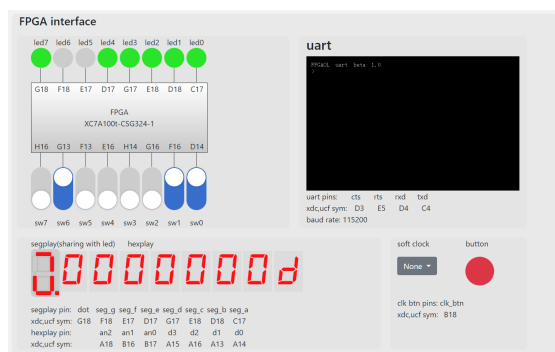 FPGA interface
led7 led6 led5 led4 led3 led2 led1 led0
G18 F18 E17 D17 G17 E18 D18 C17
FPGA
XC7A100t-CSG324-1
H16 G13 F13 E16 H14 G16 F16 D14
sw7 sw6 sw5 sw4 sw3 sw2 sw1 sw0
uart
FPGAOL uart beta 1.0
>
uart pins: cts rts rxd txd
xdc,ucf sym: D3 E5 D4 C4
baud rate: 115200
segplay(sharing with led) hexplay
0000000d
segplay pin: dot seg_g seg_f seg_e seg_d seg_c seg_b seg_a
xdc,ucf sym: G18 F18 E17 D17 G17 E18 D18 C17
hexplay pin: an2 an1 an0 d3 d2 d1 d0
xdc,ucf sym: A18 B16 B17 A15 A16 A13 A14
soft clock button
None
clk btn pins: clk_btn
xdc,ucf sym: B18